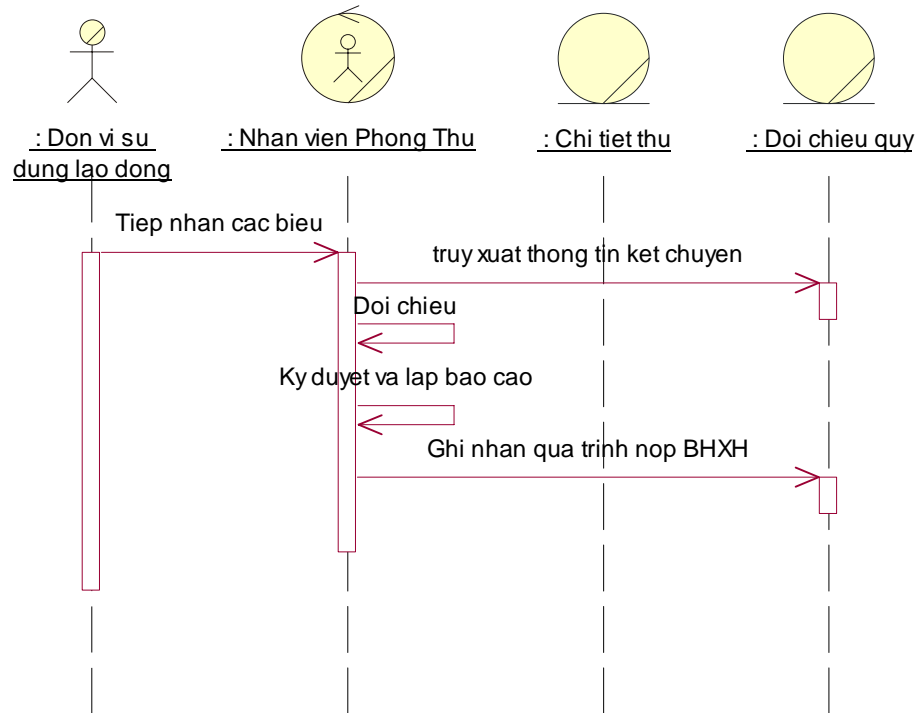 : Don vi su
dung lao dong
: Nhan vien Phong Thu
: Chi tiet thu
: Doi chieu quy
Tiep nhan cac bieu
truy xuat thong tin ket chuyen
Doi chieu
Ky duyet va lap bao cao
Ghi nhan qua trinh nop BHXH